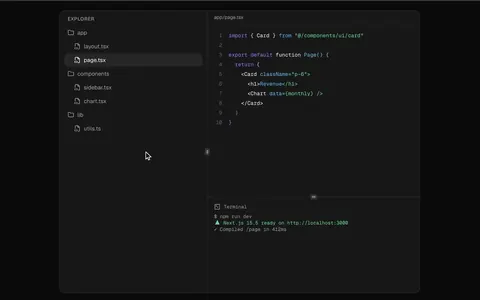 EXPLORER
app
layout.tsx
page.tsx
components
sidebar.tsx
chart.tsx
lib
utils.ts
app/page.tsx
1 import { Card } from "@/components/ui/card"
2
3 export default function Page() {
4 return (
5 <Card className="p-6">
6 <h1>Revenue</h1>
7 <Chart data={monthly} />
8 </Card>
9 )
10 }
Terminal
$ npm run dev
▲ Next.js 15.5 ready on http://localhost:3000
✓ Compiled /page in 412ms